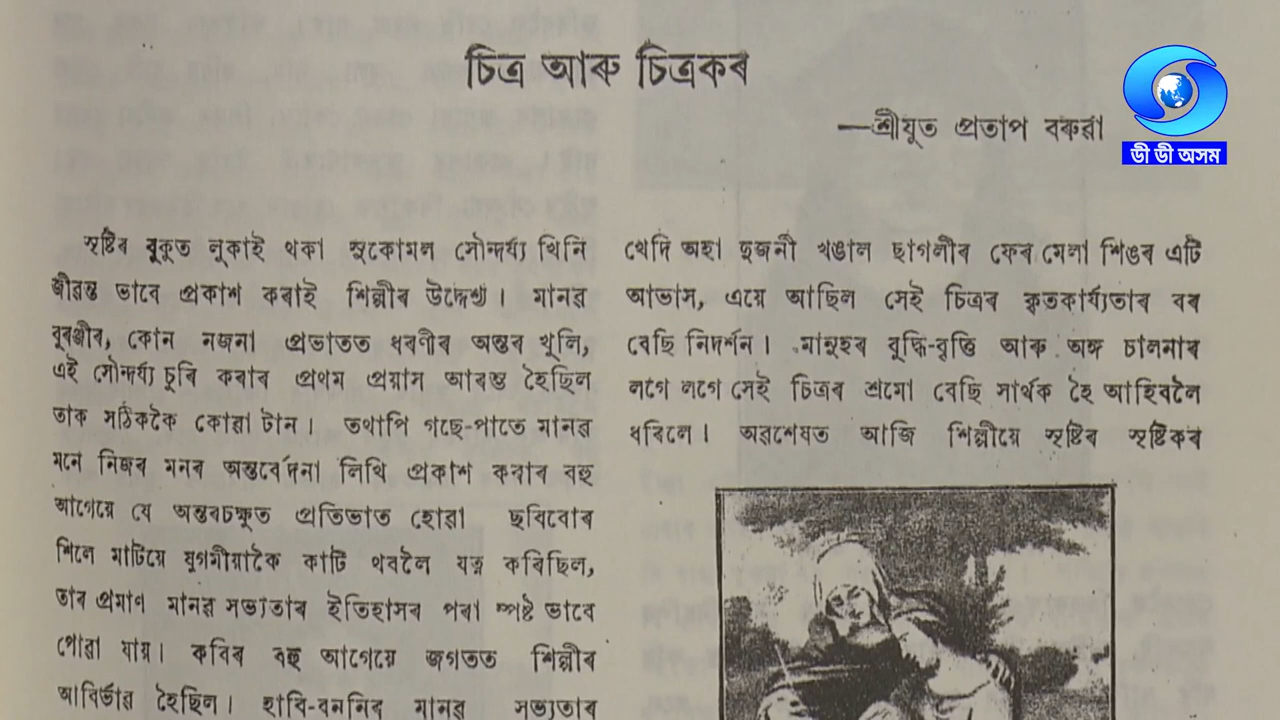 চিত্ৰ আৰু চিত্ৰকৰ
—শ্ৰীযুত প্ৰতাপ বৰুৱা
ডী ডী অসম
সৃষ্টিৰ বুকুত লুকাই থকা সুকোমল সৌন্দৰ্য্য খিনি
জীৱন্ত ভাবে প্ৰকাশ কৰাই শিল্পীৰ উদ্দেশ্য। মানৱ
বুৰঞ্জীৰ, কোন নজনা প্ৰভাতত ধৰণীৰ অন্তৰ খুলি,
এই সৌন্দৰ্য্য চুৰি কৰাৰ প্ৰথম প্ৰয়াস আৰম্ভ হৈছিল
তাক সঠিককৈ কোৱা টান। তথাপি গছে-পাতে মানৱ
মনে নিজৰ মনৰ অন্তৰ্বেদনা লিখি প্ৰকাশ কৰাৰ বহু
আগেয়ে যে অন্তৰচক্ষুত প্ৰতিভাত হোৱা ছবিবোৰ
শিলে মাটিয়ে যুগমীয়াকৈ কাটি থবলৈ যত্ন কৰিছিল,
তাৰ প্ৰমাণ মানৱ সভ্যতাৰ ইতিহাসৰ পৰা স্পষ্ট ভাবে
পোৱা যায়। কবিৰ বহু আগেয়ে জগতত শিল্পীৰ
আবিৰ্ভাৱ হৈছিল। হাবি-বননিৰ মানৱ সভ্যতাৰ
খেদি অহা দুজনী খঙাল ছাগলীৰ ফেৰ মেলা শিঙৰ এটি
আভাস, এয়ে আছিল সেই চিত্ৰৰ কৃতকাৰ্য্যতাৰ বৰ
বেছি নিদৰ্শন। মানুহৰ বুদ্ধি-বৃত্তি আৰু অঙ্গ চালনাৰ
লগে লগে সেই চিত্ৰৰ শ্ৰমো বেছি সাৰ্থক হৈ আহিবলৈ
ধৰিলে। অৱশেষত আজি শিল্পীয়ে সৃষ্টিৰ সৃষ্টিকৰ